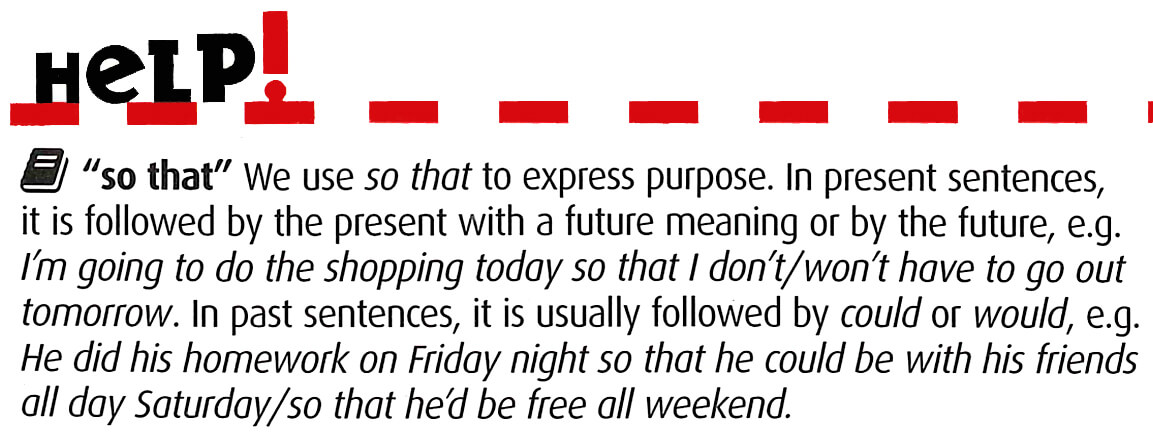 HeLP!
“so that” We use so that to express purpose. In present sentences,
it is followed by the present with a future meaning or by the future, e.g.
I’m going to do the shopping today so that I don’t/won’t have to go out
tomorrow. In past sentences, it is usually followed by could or would, e.g.
He did his homework on Friday night so that he could be with his friends
all day Saturday/so that he’d be free all weekend.